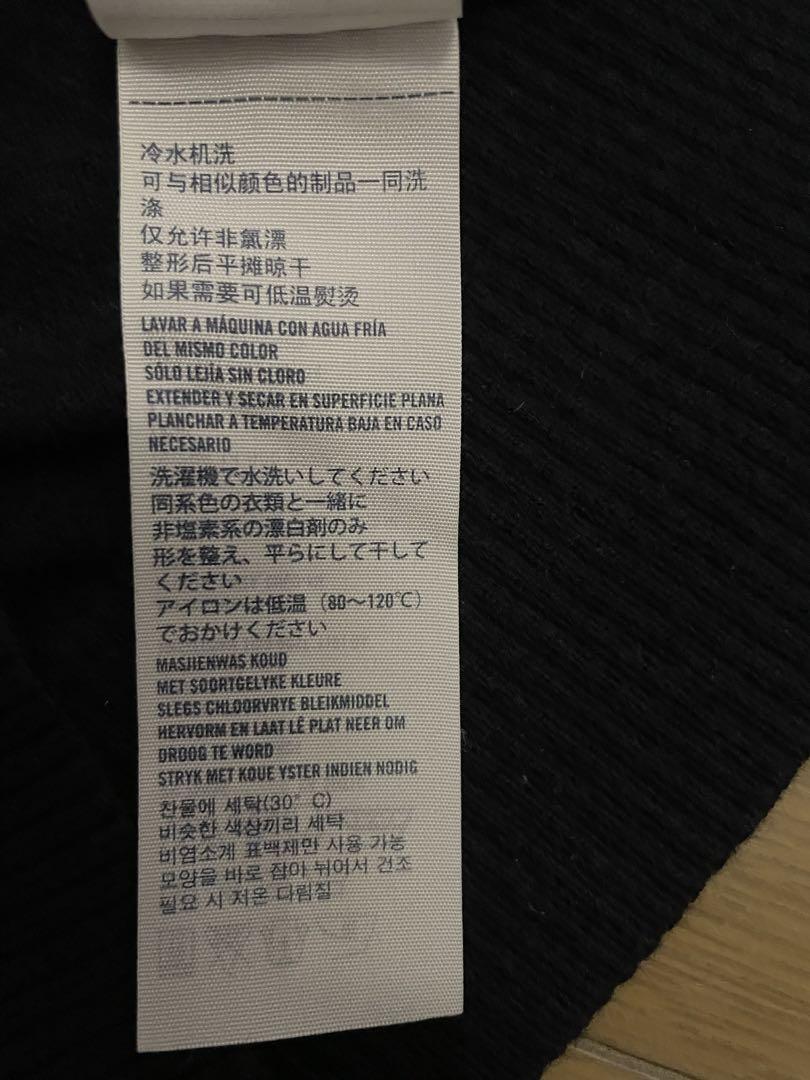 冷水机洗
可与相似颜色的制品一同洗
涤
仅允许非氯漂
整形后平摊晾干
如果需要可低温熨烫
LAVAR A MÁQUINA CON AGUA FRÍA
DEL MISMO COLOR
SÓLO LEJÍA SIN CLORO
EXTENDER Y SECAR EN SUPERFICIE PLANA
PLANCHAR A TEMPERATURA BAJA EN CASO
NECESARIO
洗濯機で水洗いしてください
同系色の衣類と一緒に
非塩素系の漂白剤のみ
形を整え、平らにして干して
ください
アイロンは低温（80～120℃）
でおかけください
MASJIENWAS KOUD
MET SOORTGELYKE KLEURE
SLEGS CHLOORVRYE BLEIKMIDDEL
HERVORM EN LAAT LÊ PLAT NEER OM
DROOG TE WORD
STRYK MET KOUE YSTER INDIEN NODIG
찬물에 세탁(30°C)
비슷한 색상끼리 세탁
비염소계 표백제만 사용 가능
모양을 바로 잡아 뉘어서 건조
필요 시 저온 다림질